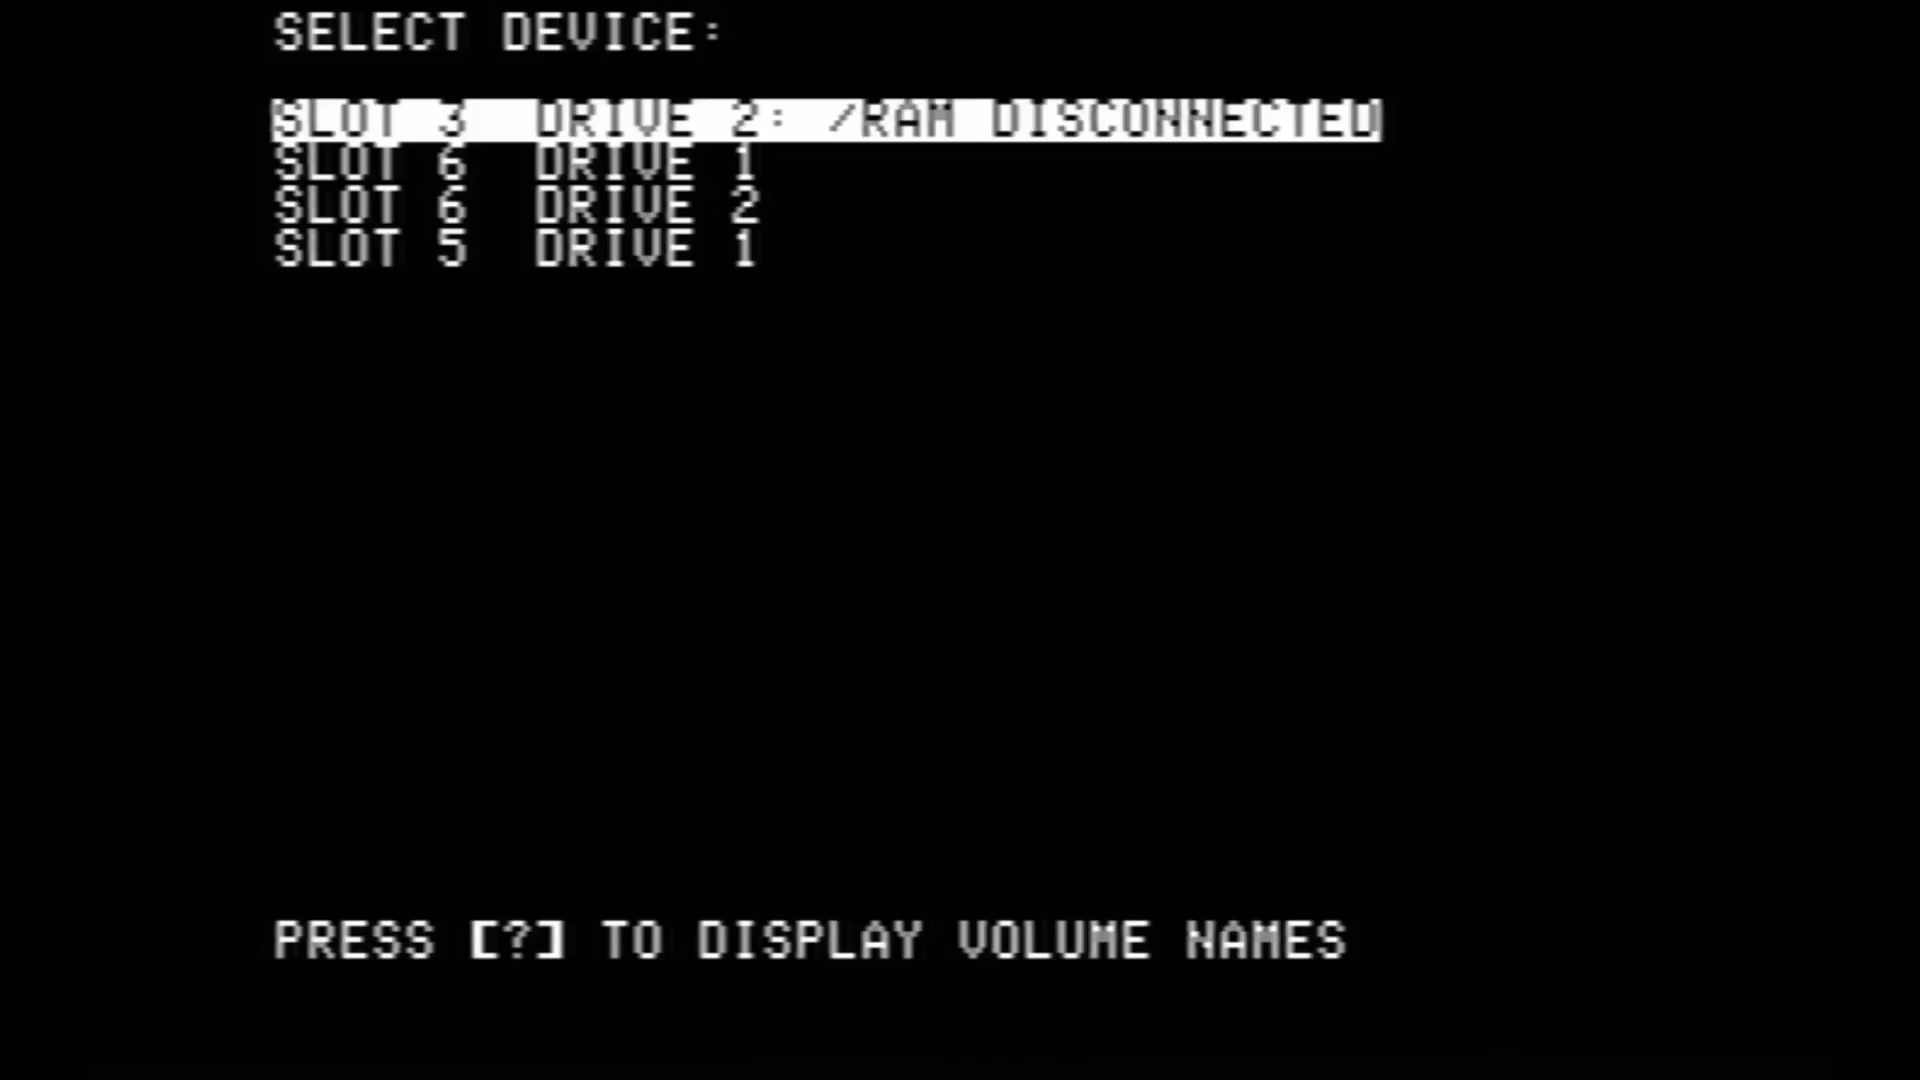 SELECT DEVICE:
SLOT 3  DRIVE 2: /RAM DISCONNECTED
SLOT 6  DRIVE 1
SLOT 6  DRIVE 2
SLOT 5  DRIVE 1
PRESS [?] TO DISPLAY VOLUME NAMES